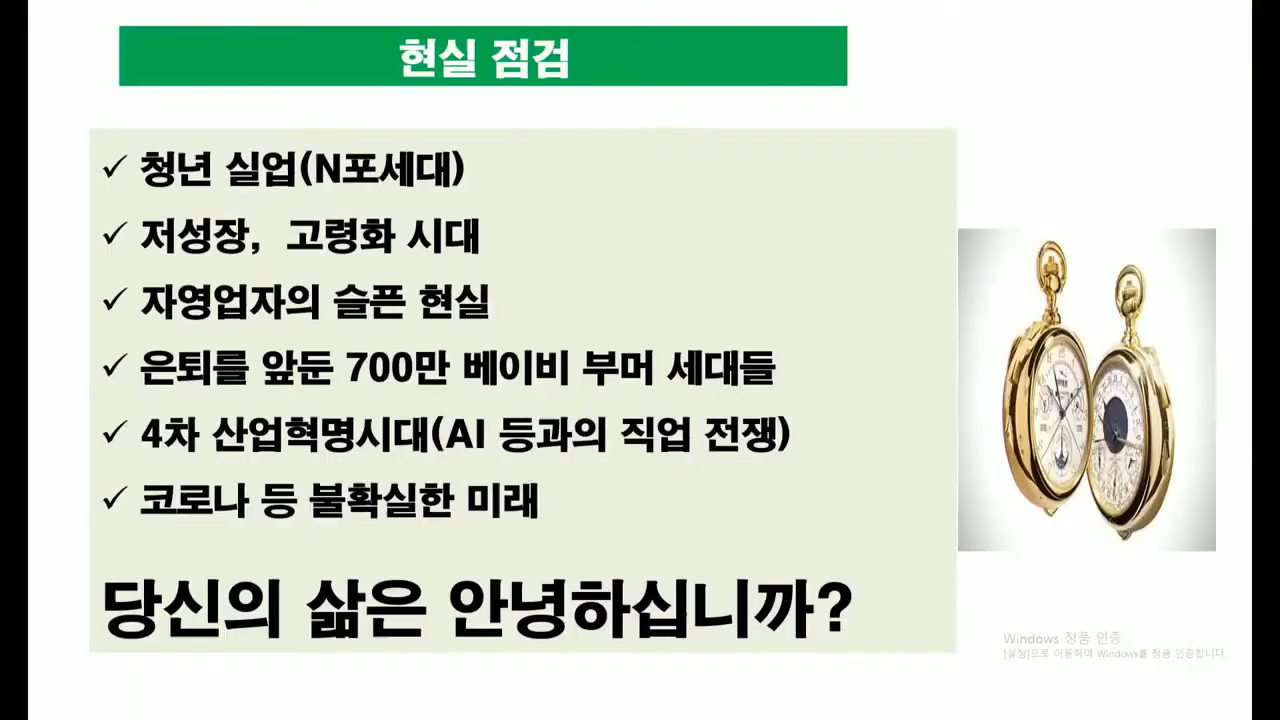 현실 점검
✓ 청년 실업(N포세대)
✓ 저성장, 고령화 시대
✓ 자영업자의 슬픈 현실
✓ 은퇴를 앞둔 700만 베이비 부머 세대들
✓ 4차 산업혁명시대(AI 등과의 직업 전쟁)
✓ 코로나 등 불확실한 미래
당신의 삶은 안녕하십니까?
Windows 정품 인증
[설정]으로 이동하여 Windows를 정품 인증합니다.